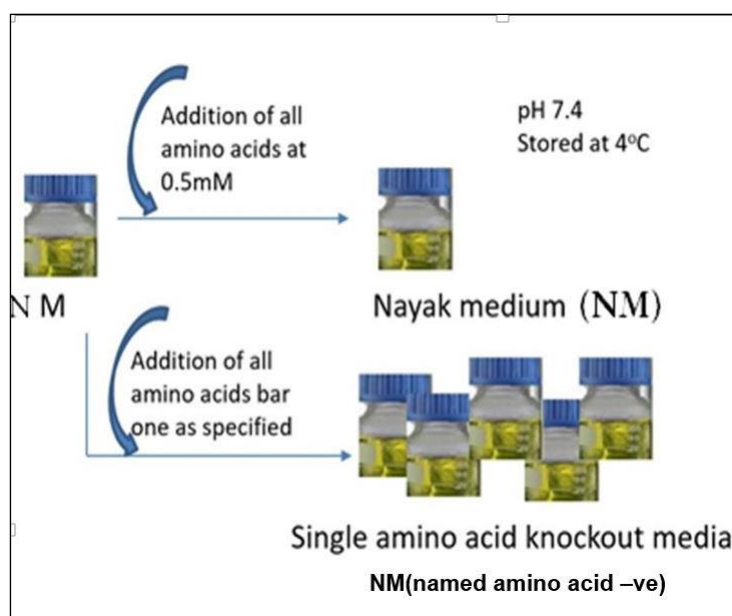 Addition of all
amino acids at
0.5mM
pH 7.4
Stored at 4ºC
N M
Nayak medium (NM)
Addition of all
amino acids bar
one as specified
Single amino acid knockout media
NM(named amino acid –ve)